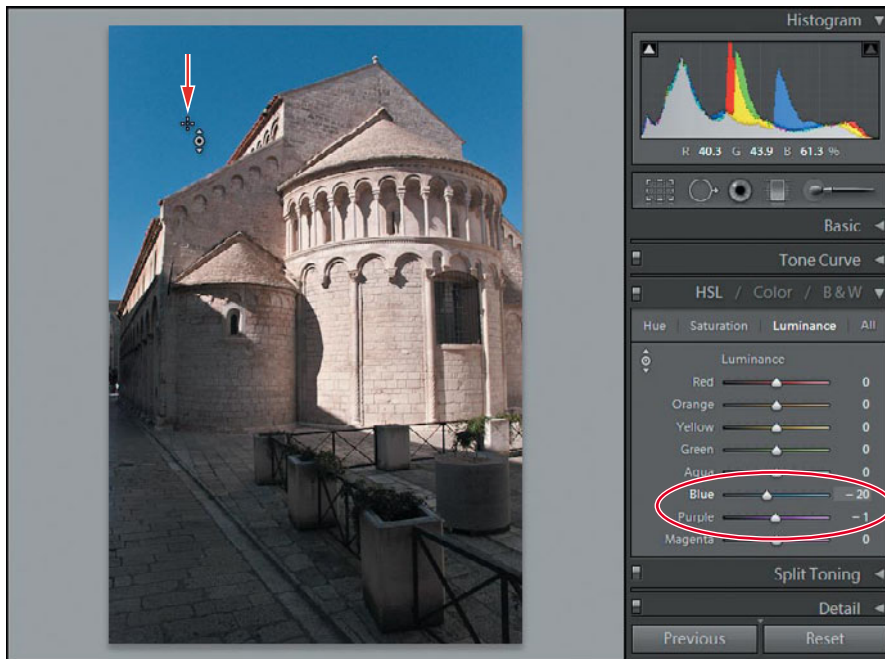 Histogram
R 40.3 G 43.9 B 61.3 %
Basic
Tone Curve
HSL / Color / B & W
Hue Saturation Luminance All
Luminance
Red 0
Orange 0
Yellow 0
Green 0
Aqua 0
Blue - 20
Purple - 1
Magenta 0
Split Toning
Detail
Previous Reset